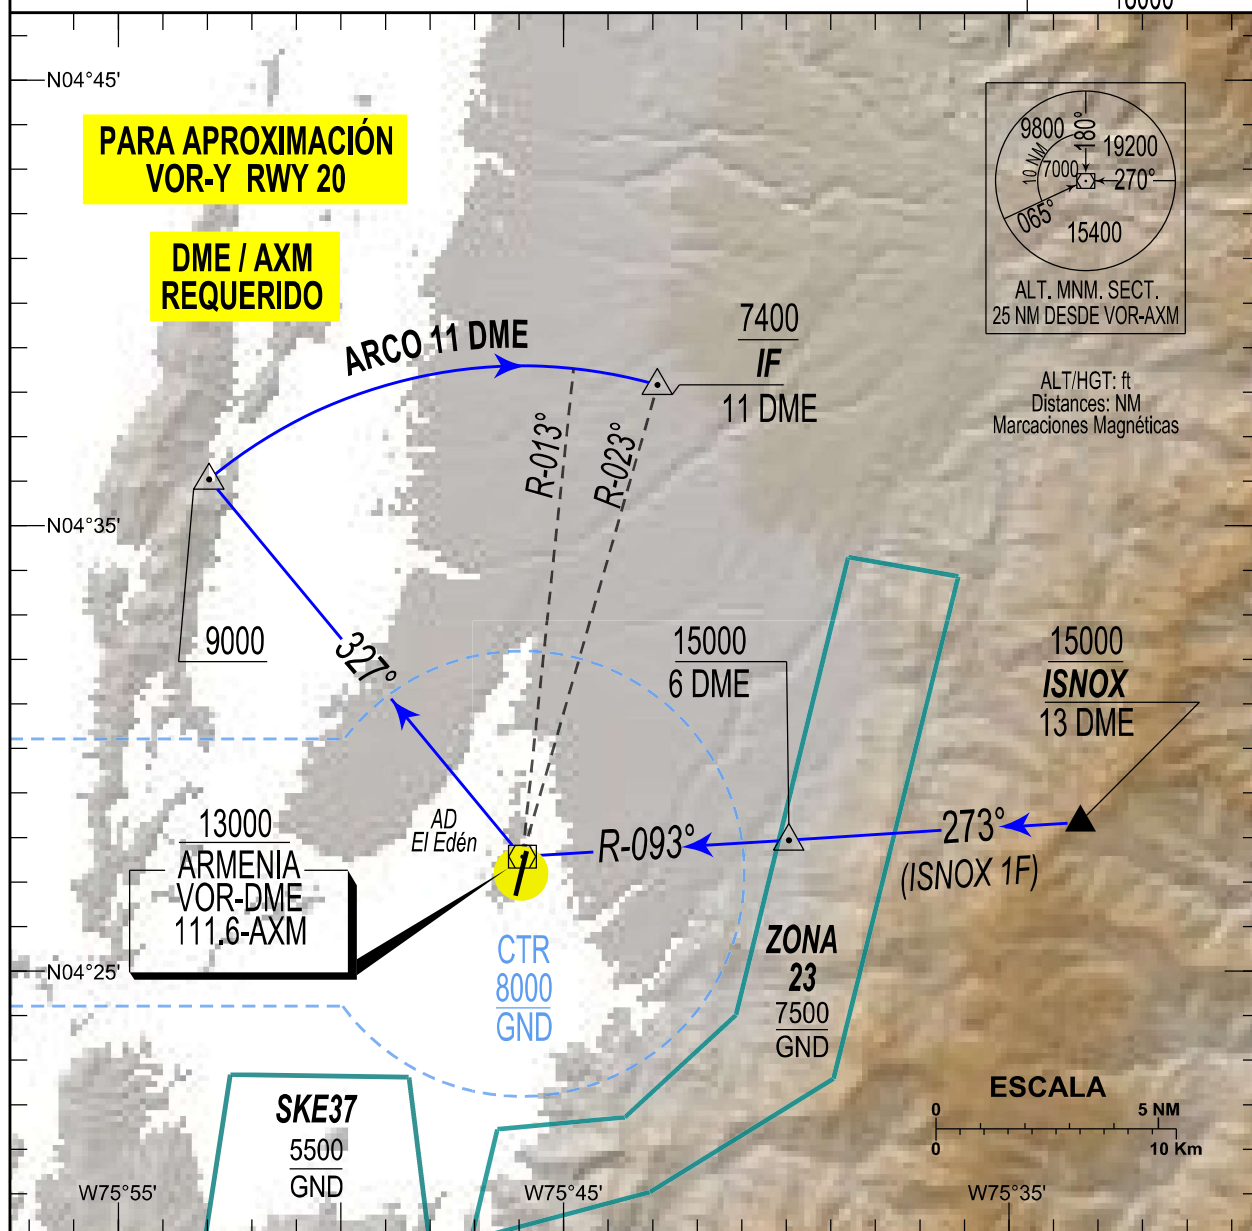 N04°45'
PARA APROXIMACIÓN
VOR-Y RWY 20
DME / AXM
REQUERIDO
9800
180°
19200
10 NM
7000
270°
065°
15400
ALT. MNM. SECT.
25 NM DESDE VOR-AXM
ALT/HGT: ft
Distances: NM
Marcaciones Magnéticas
ARCO 11 DME
7400
IF
11 DME
R-013°
R-023°
N04°35'
9000
327°
15000
6 DME
15000
ISNOX
13 DME
273°
(ISNOX 1F)
R-093°
AD
El Edén
13000
ARMENIA
VOR-DME
111.6-AXM
N04°25'
CTR
8000
GND
ZONA
23
7500
GND
SKE37
5500
GND
ESCALA
0 5 NM
0 10 Km
W75°55'
W75°45'
W75°35'